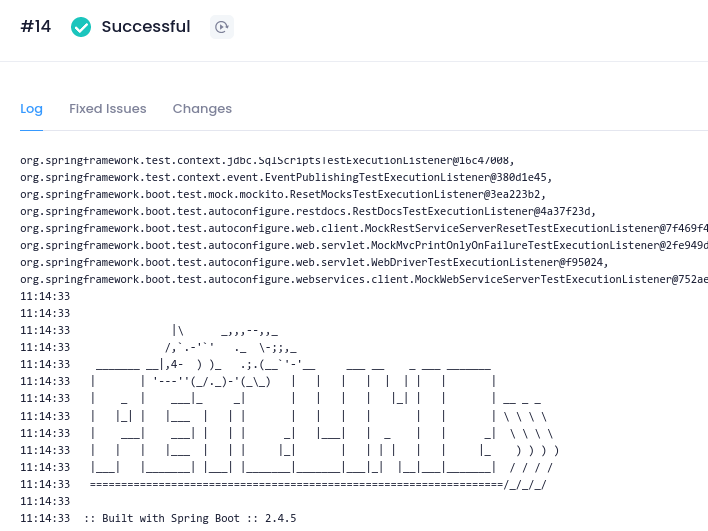 #14 Successful
Log Fixed Issues Changes
org.springframework.test.context.jdbc.SqlScriptsTestExecutionListener@16c47008,
org.springframework.test.context.event.EventPublishingTestExecutionListener@380d1e45,
org.springframework.boot.test.mock.mockito.ResetMocksTestExecutionListener@3ea223b2,
org.springframework.boot.test.autoconfigure.restdocs.RestDocsTestExecutionListener@4a37f23d,
org.springframework.boot.test.autoconfigure.web.client.MockRestServiceServerResetTestExecutionListener@7f469f4
org.springframework.boot.test.autoconfigure.web.servlet.MockMvcPrintOnlyOnFailureTestExecutionListener@2fe949d
org.springframework.boot.test.autoconfigure.web.servlet.WebDriverTestExecutionListener@f95024,
org.springframework.boot.test.autoconfigure.webservices.client.MockWebServiceServerTestExecutionListener@752ae
11:14:33
11:14:33
11:14:33                |\      _,,,--,,_
11:14:33               /,`.-'`'   ._  \-;;,_
11:14:33    _______ __|,4-  ) )_   .;.(__`'-'__     ___ __    _ ___ _______
11:14:33   |       | '---''(_/._)-'(_\_)   |   |   |   |  |  | |   |       |
11:14:33   |    _  |    ___|_     _|       |   |   |   |   |_| |   |       | __ _ _
11:14:33   |   |_| |   |___  |   | |       |   |   |   |       |   |       | \ \ \ \
11:14:33   |    ___|    ___| |   | |      _|   |___|   |  _    |   |      _|  \ \ \ \
11:14:33   |   |   |   |___  |   | |     |_|       |   | | |   |   |     |_    ) ) ) )
11:14:33   |___|   |_______| |___| |_______|_______|___|_|  |__|___|_______|  / / / /
11:14:33   ==================================================================/_/_/_/
11:14:33
11:14:33  :: Built with Spring Boot :: 2.4.5